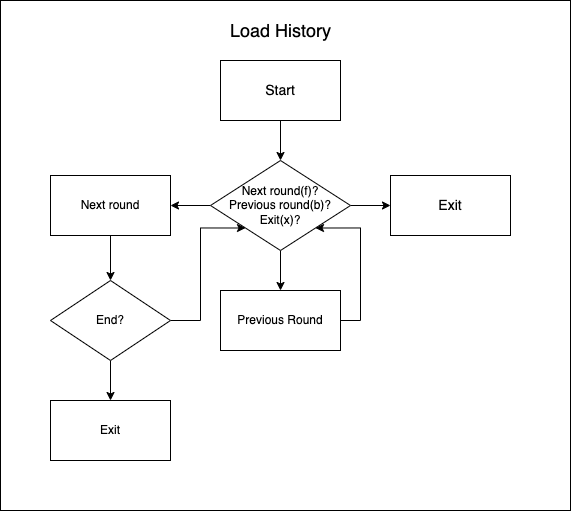 Load History
Start
Next round(f)?
Previous round(b)?
Exit(x)?
Next round
Exit
End?
Previous Round
Exit